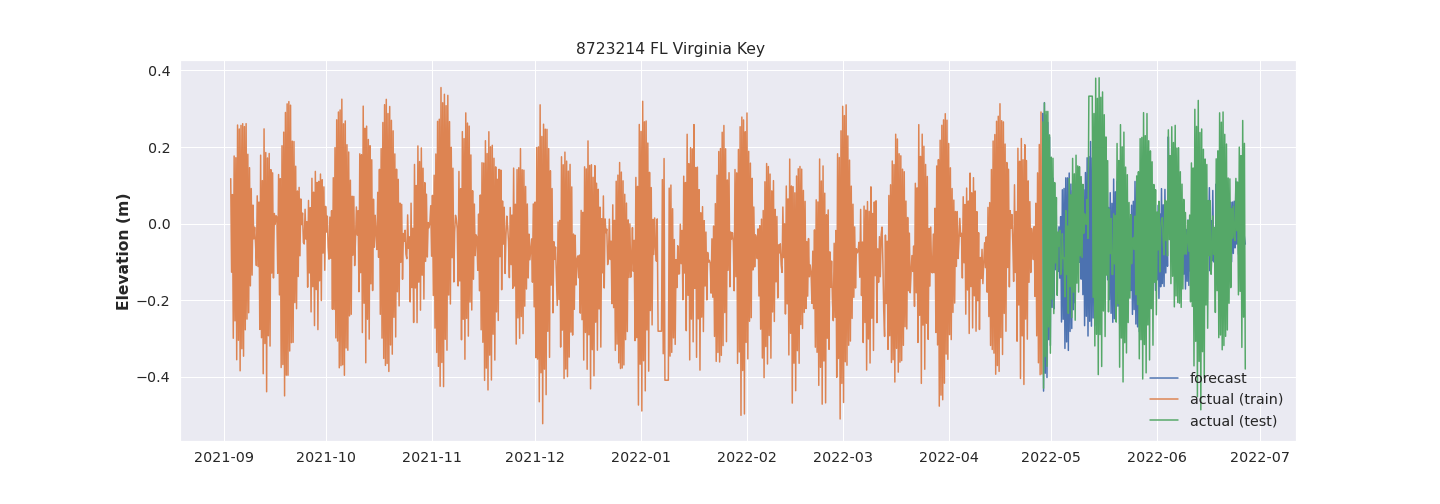 8723214 FL Virginia Key
Elevation (m)
0.4
0.2
0.0
−0.2
−0.4
2021-09 2021-10 2021-11 2021-12 2022-01 2022-02 2022-03 2022-04 2022-05 2022-06 2022-07
forecast
actual (train)
actual (test)